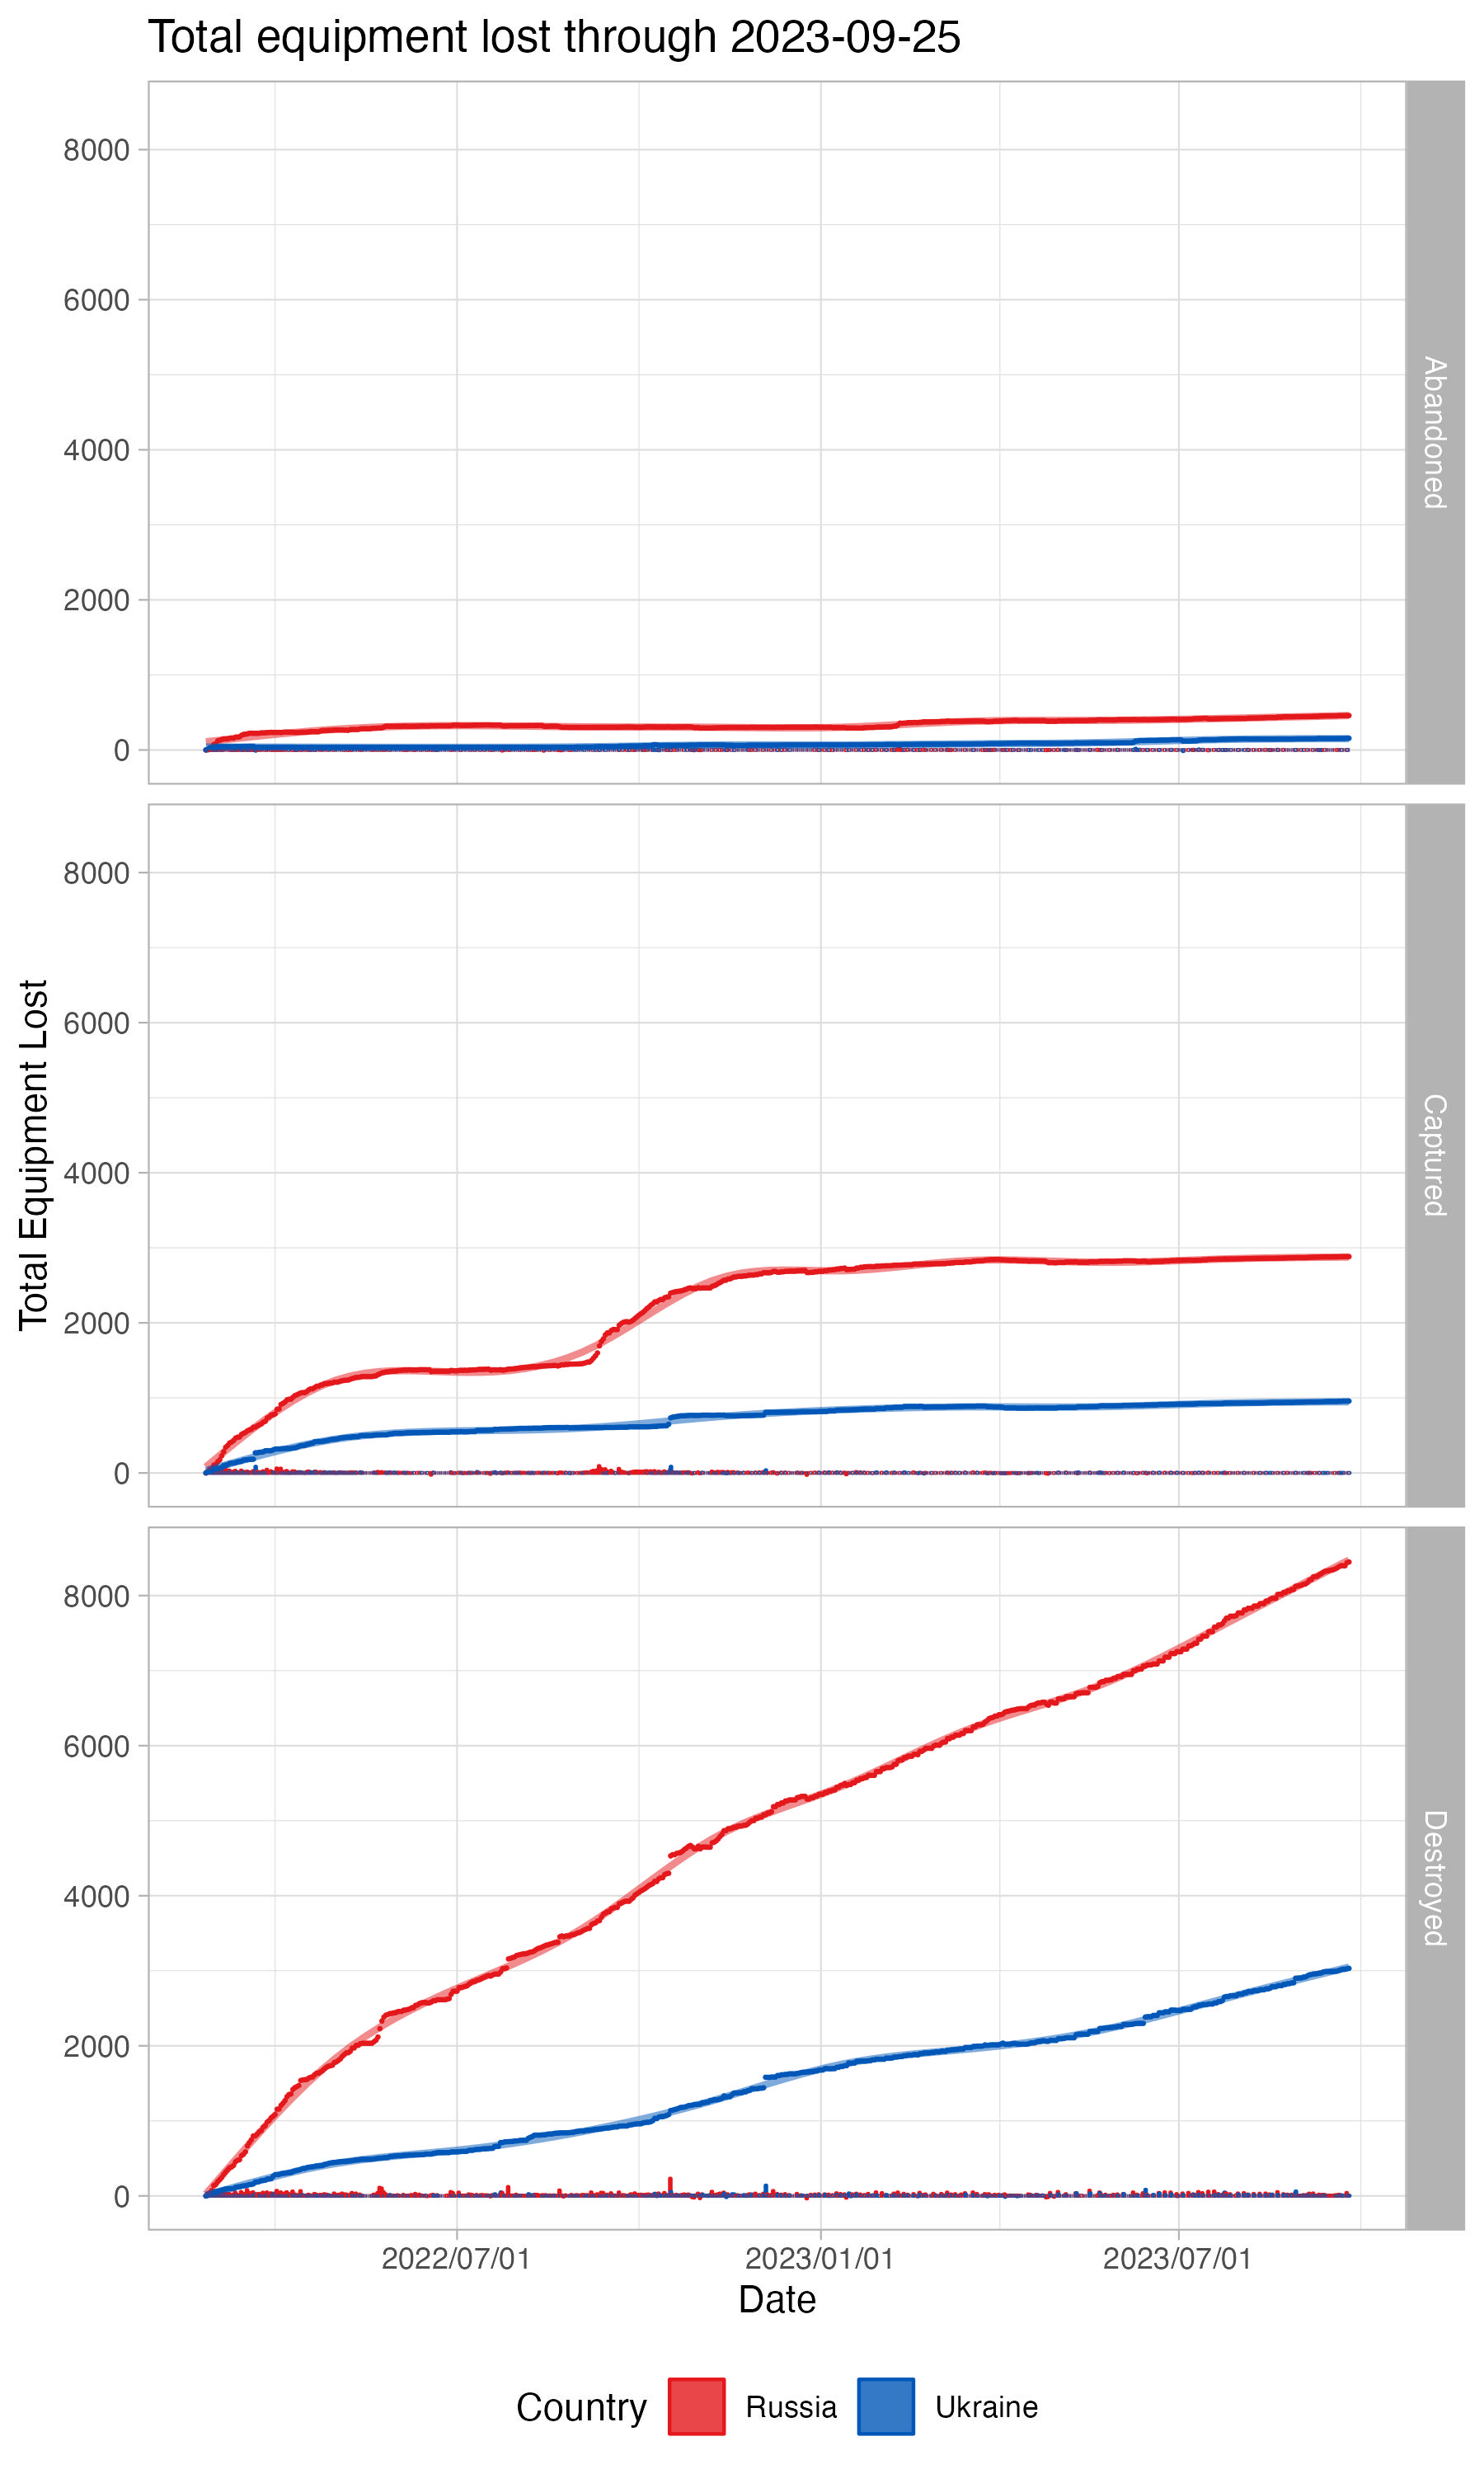 Total equipment lost through 2023-09-25
8000
6000
4000
2000
0
Abandoned
8000
6000
4000
2000
0
Captured
Total Equipment Lost
8000
6000
4000
2000
0
Destroyed
2022/07/01 2023/01/01 2023/07/01
Date
Country Russia Ukraine